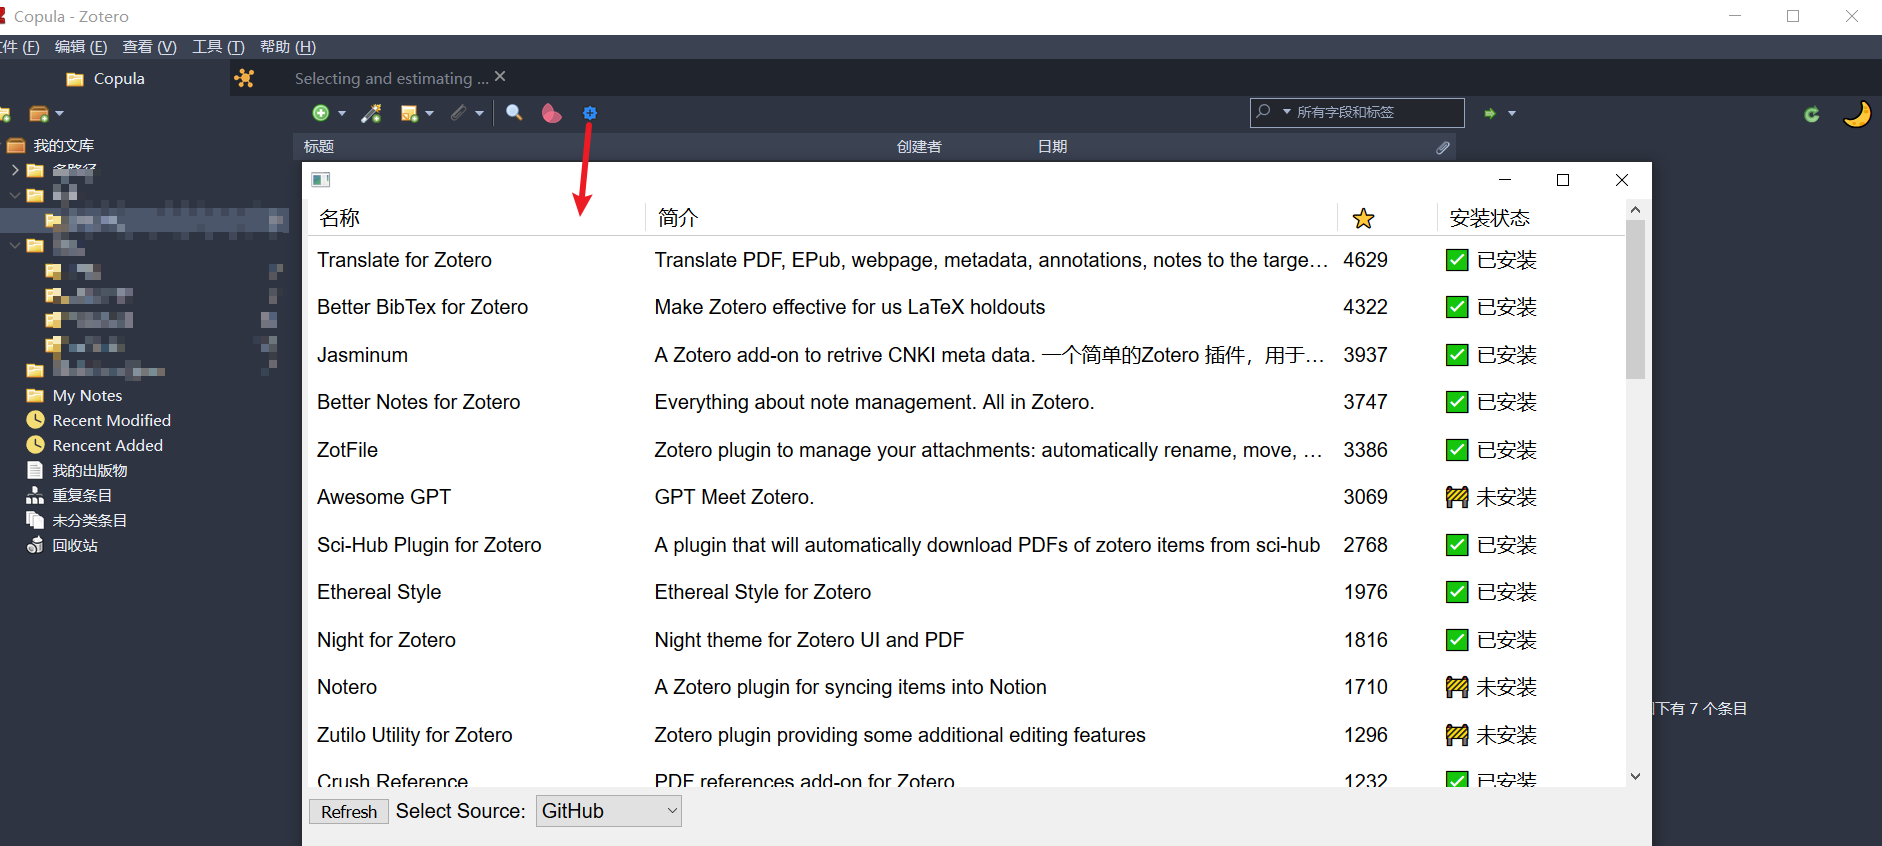 Copula - Zotero
件 (F) 编辑 (E) 查看 (V) 工具 (T) 帮助 (H)
Copula
Selecting and estimating ...
所有字段和标签
我的文库
标题 创建者 日期
My Notes
Recent Modified
Rencent Added
我的出版物
重复条目
未分类条目
回收站
名称 简介 安装状态
Translate for Zotero Translate PDF, EPub, webpage, metadata, annotations, notes to the targe... 4629 已安装
Better BibTex for Zotero Make Zotero effective for us LaTeX holdouts 4322 已安装
Jasminum A Zotero add-on to retrive CNKI meta data. 一个简单的Zotero 插件，用于... 3937 已安装
Better Notes for Zotero Everything about note management. All in Zotero. 3747 已安装
ZotFile Zotero plugin to manage your attachments: automatically rename, move, ... 3386 已安装
Awesome GPT GPT Meet Zotero. 3069 未安装
Sci-Hub Plugin for Zotero A plugin that will automatically download PDFs of zotero items from sci-hub 2768 已安装
Ethereal Style Ethereal Style for Zotero 1976 已安装
Night for Zotero Night theme for Zotero UI and PDF 1816 已安装
Notero A Zotero plugin for syncing items into Notion 1710 未安装
Zutilo Utility for Zotero Zotero plugin providing some additional editing features 1296 未安装
Crush Reference PDF references add-on for Zotero 1232 已安装
下有 7 个条目
Refresh Select Source: GitHub